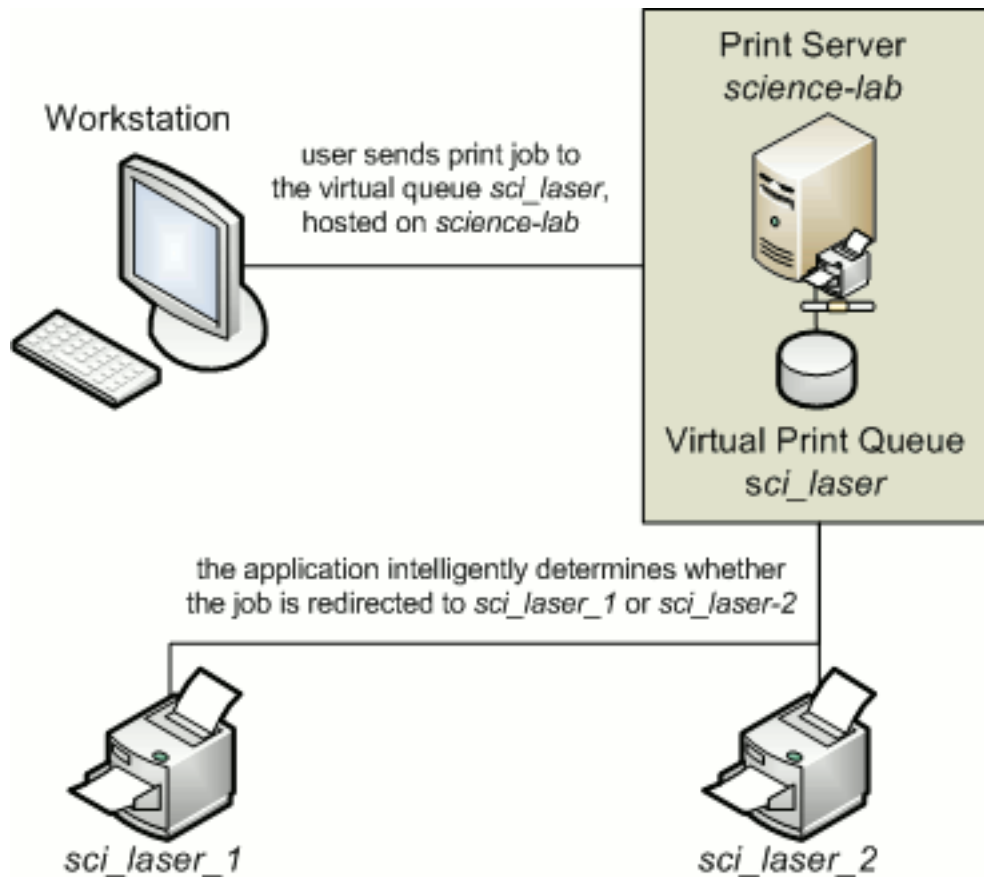 Print Server
science-lab
Workstation
user sends print job to
the virtual queue sci_laser,
hosted on science-lab
Virtual Print Queue
sci_laser
the application intelligently determines whether
the job is redirected to sci_laser_1 or sci_laser-2
sci_laser_1
sci_laser_2